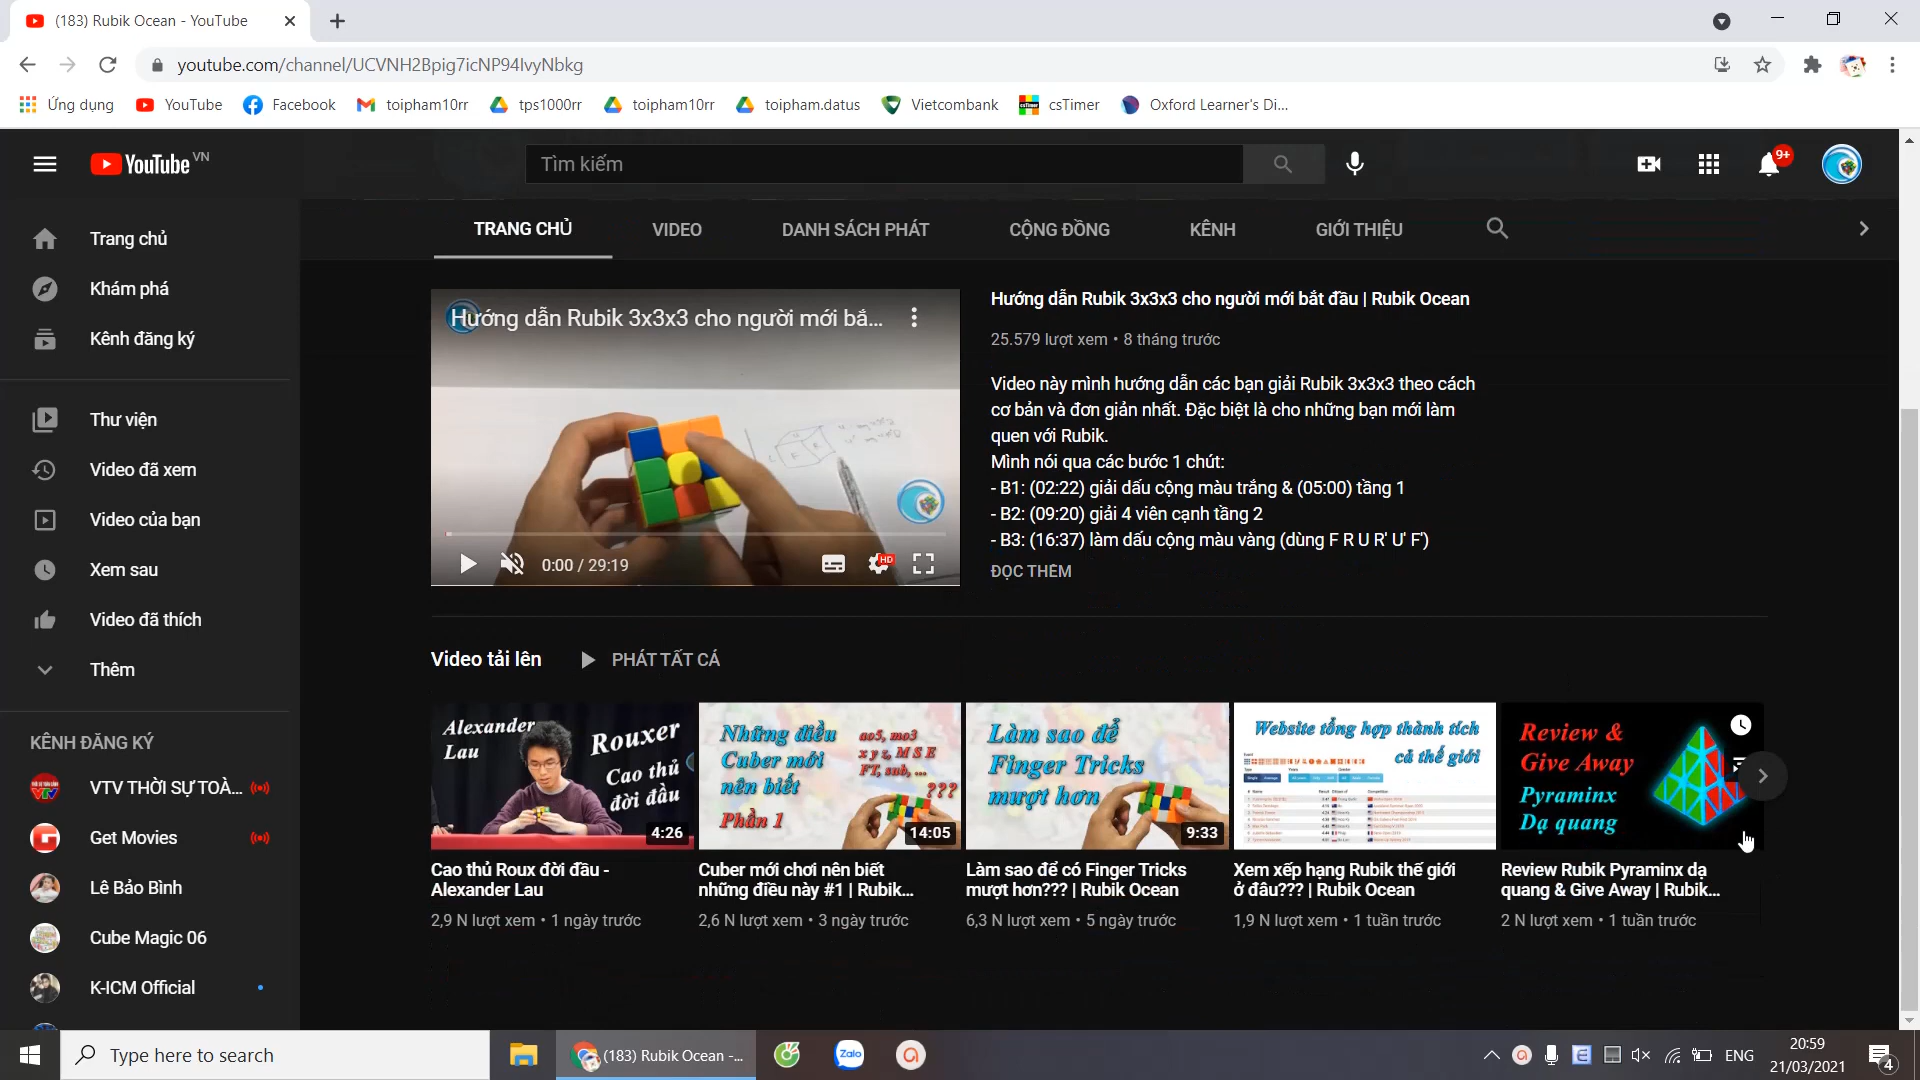 (183) Rubik Ocean - YouTube
youtube.com/channel/UCVNH2Bpig7icNP94IvyNbkg
Ứng dụng
YouTube
Facebook
toipham10rr
tps1000rr
toipham10rr
toipham.datus
Vietcombank
csTimer
Oxford Learner's Di...
YouTube VN
Tìm kiếm
9+
TRANG CHỦ
VIDEO
DANH SÁCH PHÁT
CỘNG ĐỒNG
KÊNH
GIỚI THIỆU
Trang chủ
Khám phá
Kênh đăng ký
Thư viện
Video đã xem
Video của bạn
Xem sau
Video đã thích
Thêm
KÊNH ĐĂNG KÝ
VTV THỜI SỰ TOÀ...
Get Movies
Lê Bảo Bình
Cube Magic 06
K-ICM Official
Hướng dẫn Rubik 3x3x3 cho người mới bắ...
0:00 / 29:19
HD
Hướng dẫn Rubik 3x3x3 cho người mới bắt đầu | Rubik Ocean
25.579 lượt xem • 8 tháng trước
Video này mình hướng dẫn các bạn giải Rubik 3x3x3 theo cách
cơ bản và đơn giản nhất. Đặc biệt là cho những bạn mới làm
quen với Rubik.
Mình nói qua các bước 1 chút:
- B1: (02:22) giải dấu cộng màu trắng & (05:00) tầng 1
- B2: (09:20) giải 4 viên cạnh tầng 2
- B3: (16:37) làm dấu cộng màu vàng (dùng F R U R' U' F')
ĐỌC THÊM
Video tải lên
PHÁT TẤT CẢ
Alexander
Lau
Rouxer
Cao thủ
đời đầu
4:26
Cao thủ Roux đời đầu -
Alexander Lau
2,9 N lượt xem • 1 ngày trước
Những điều
Cuber mới
nên biết
Phần 1
ao5, mo3
x y z, M S E
FT, sub, ...
???
14:05
Cuber mới chơi nên biết
những điều này #1 | Rubik...
2,6 N lượt xem • 3 ngày trước
Làm sao để
Finger Tricks
mượt hơn
9:33
Làm sao để có Finger Tricks
mượt hơn??? | Rubik Ocean
6,3 N lượt xem • 5 ngày trước
Website tổng hợp thành tích
cả thế giới
Xem xếp hạng Rubik thế giới
ở đâu??? | Rubik Ocean
1,9 N lượt xem • 1 tuần trước
Review &
Give Away
Pyraminx
Dạ quang
Review Rubik Pyraminx dạ
quang & Give Away | Rubik...
2 N lượt xem • 1 tuần trước
Type here to search
(183) Rubik Ocean -...
Zalo
ENG
20:59
21/03/2021
4